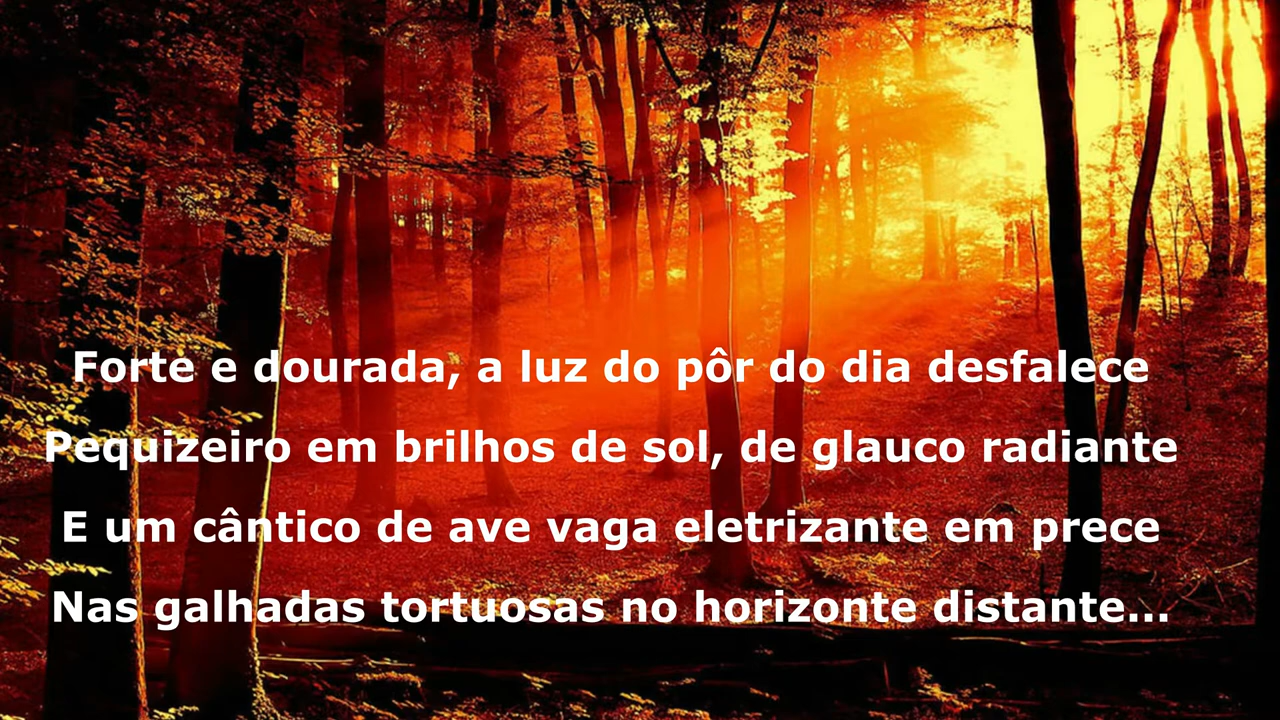 Forte e dourada, a luz do pôr do dia desfalece
Pequizeiro em brilhos de sol, de glauco radiante
E um cântico de ave vaga eletrizante em prece
Nas galhadas tortuosas no horizonte distante...